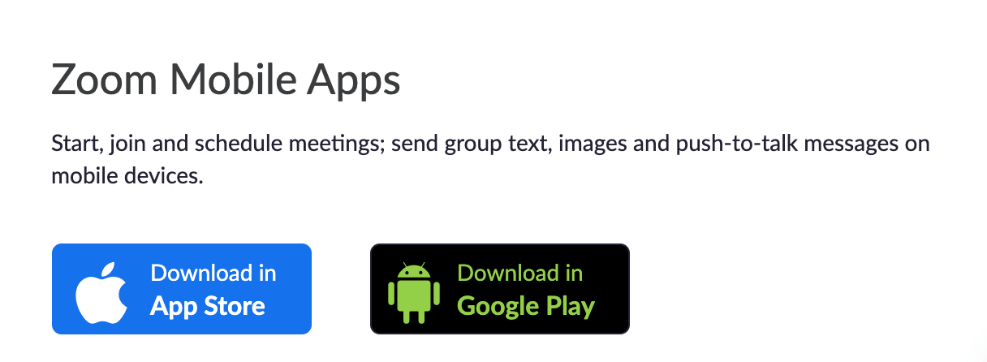 Zoom Mobile Apps
Start, join and schedule meetings; send group text, images and push-to-talk messages on
mobile devices.
Download in
App Store
Download in
Google Play